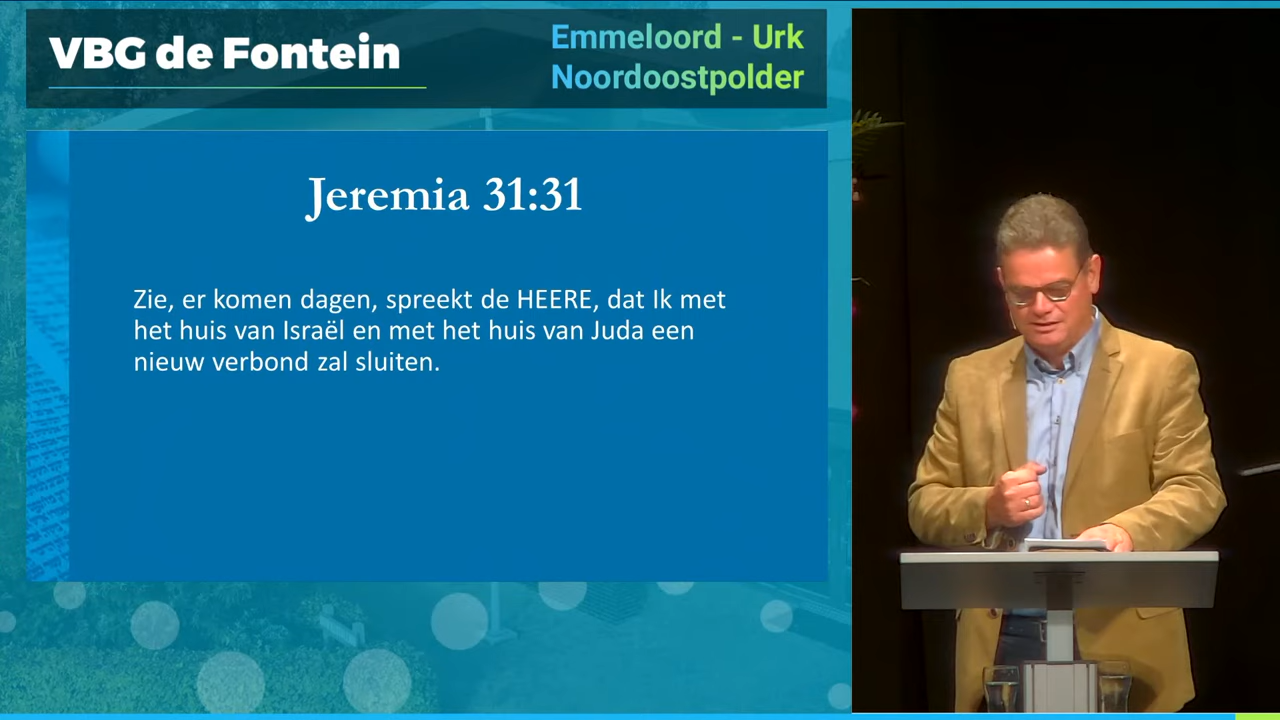 VBG de Fontein
Emmeloord - Urk
Noordoostpolder
Jeremia 31:31
Zie, er komen dagen, spreekt de HEERE, dat Ik met
het huis van Israël en met het huis van Juda een
nieuw verbond zal sluiten.